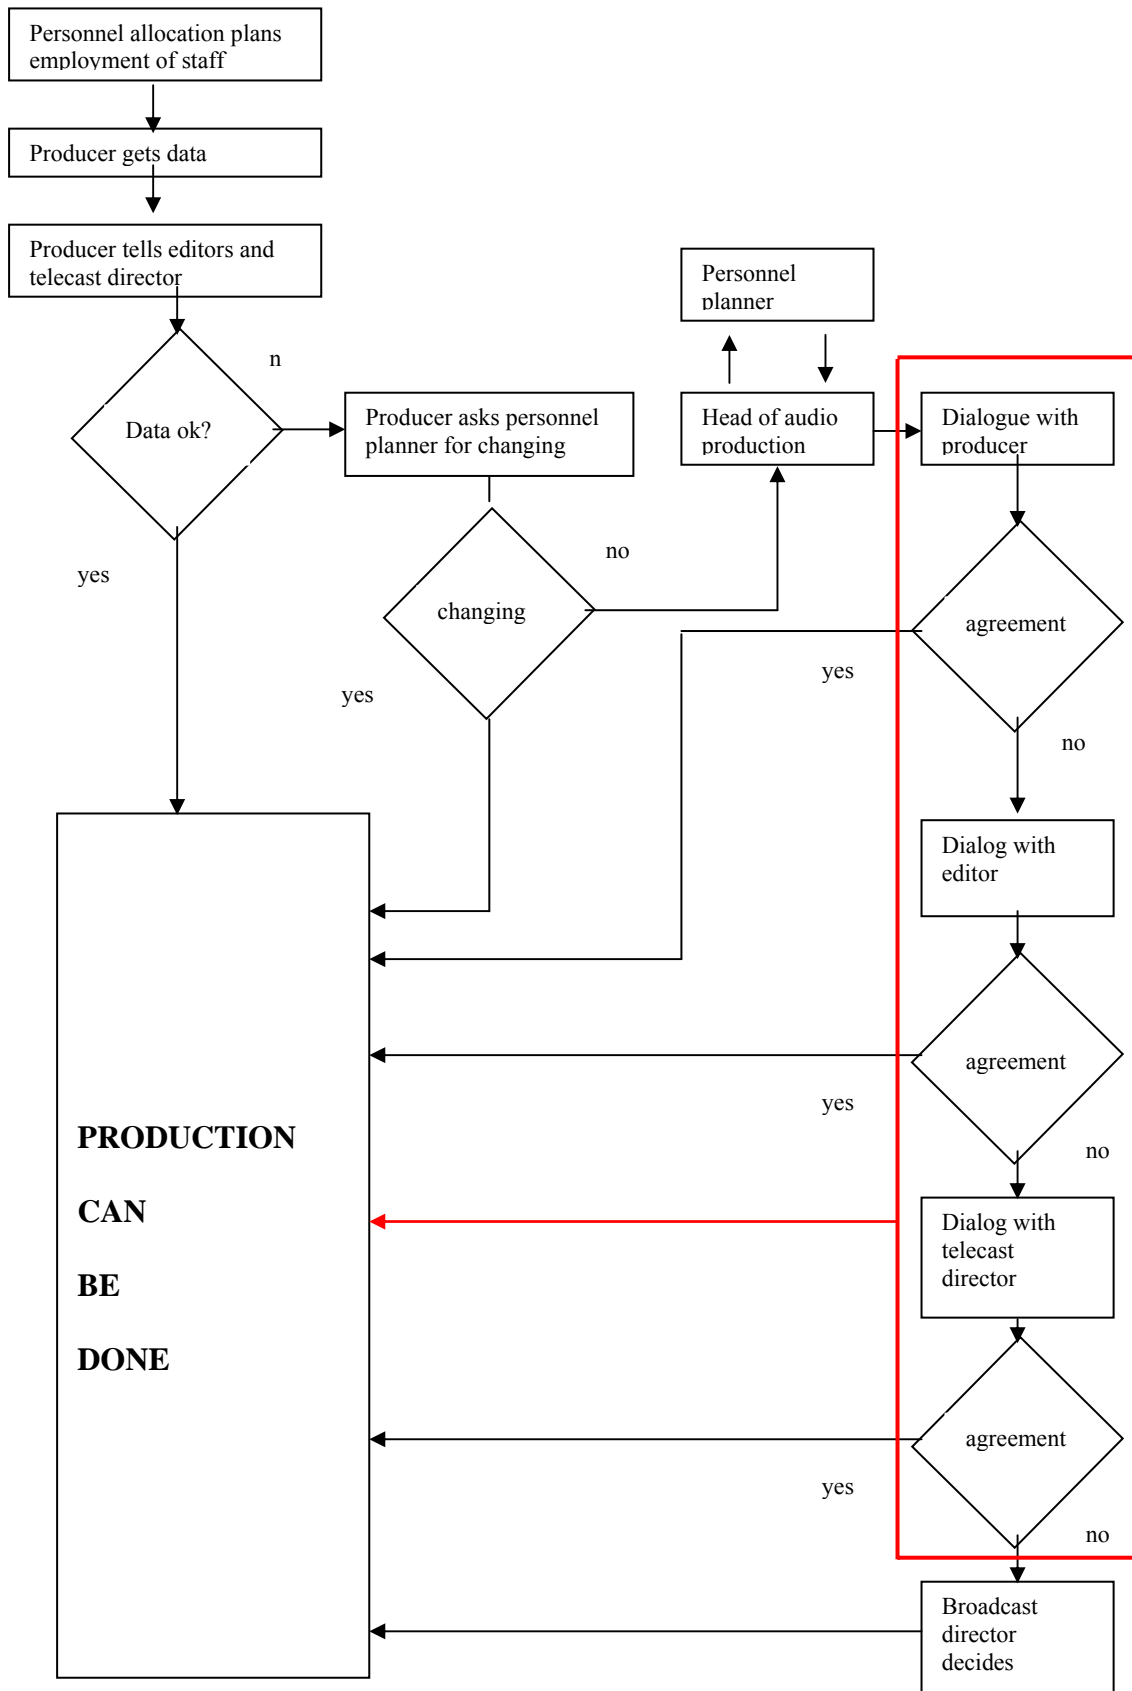 Personnel allocation plans
employment of staff
Producer gets data
Producer tells editors and
telecast director
Personnel
planner
n
Data ok?
Producer asks personnel
planner for changing
Head of audio
production
Dialogue with
producer
no
yes
changing
agreement
yes
yes
no
Dialog with
editor
agreement
yes
PRODUCTION
no
CAN
Dialog with
telecast
director
BE
DONE
agreement
yes
no
Broadcast
director
decides